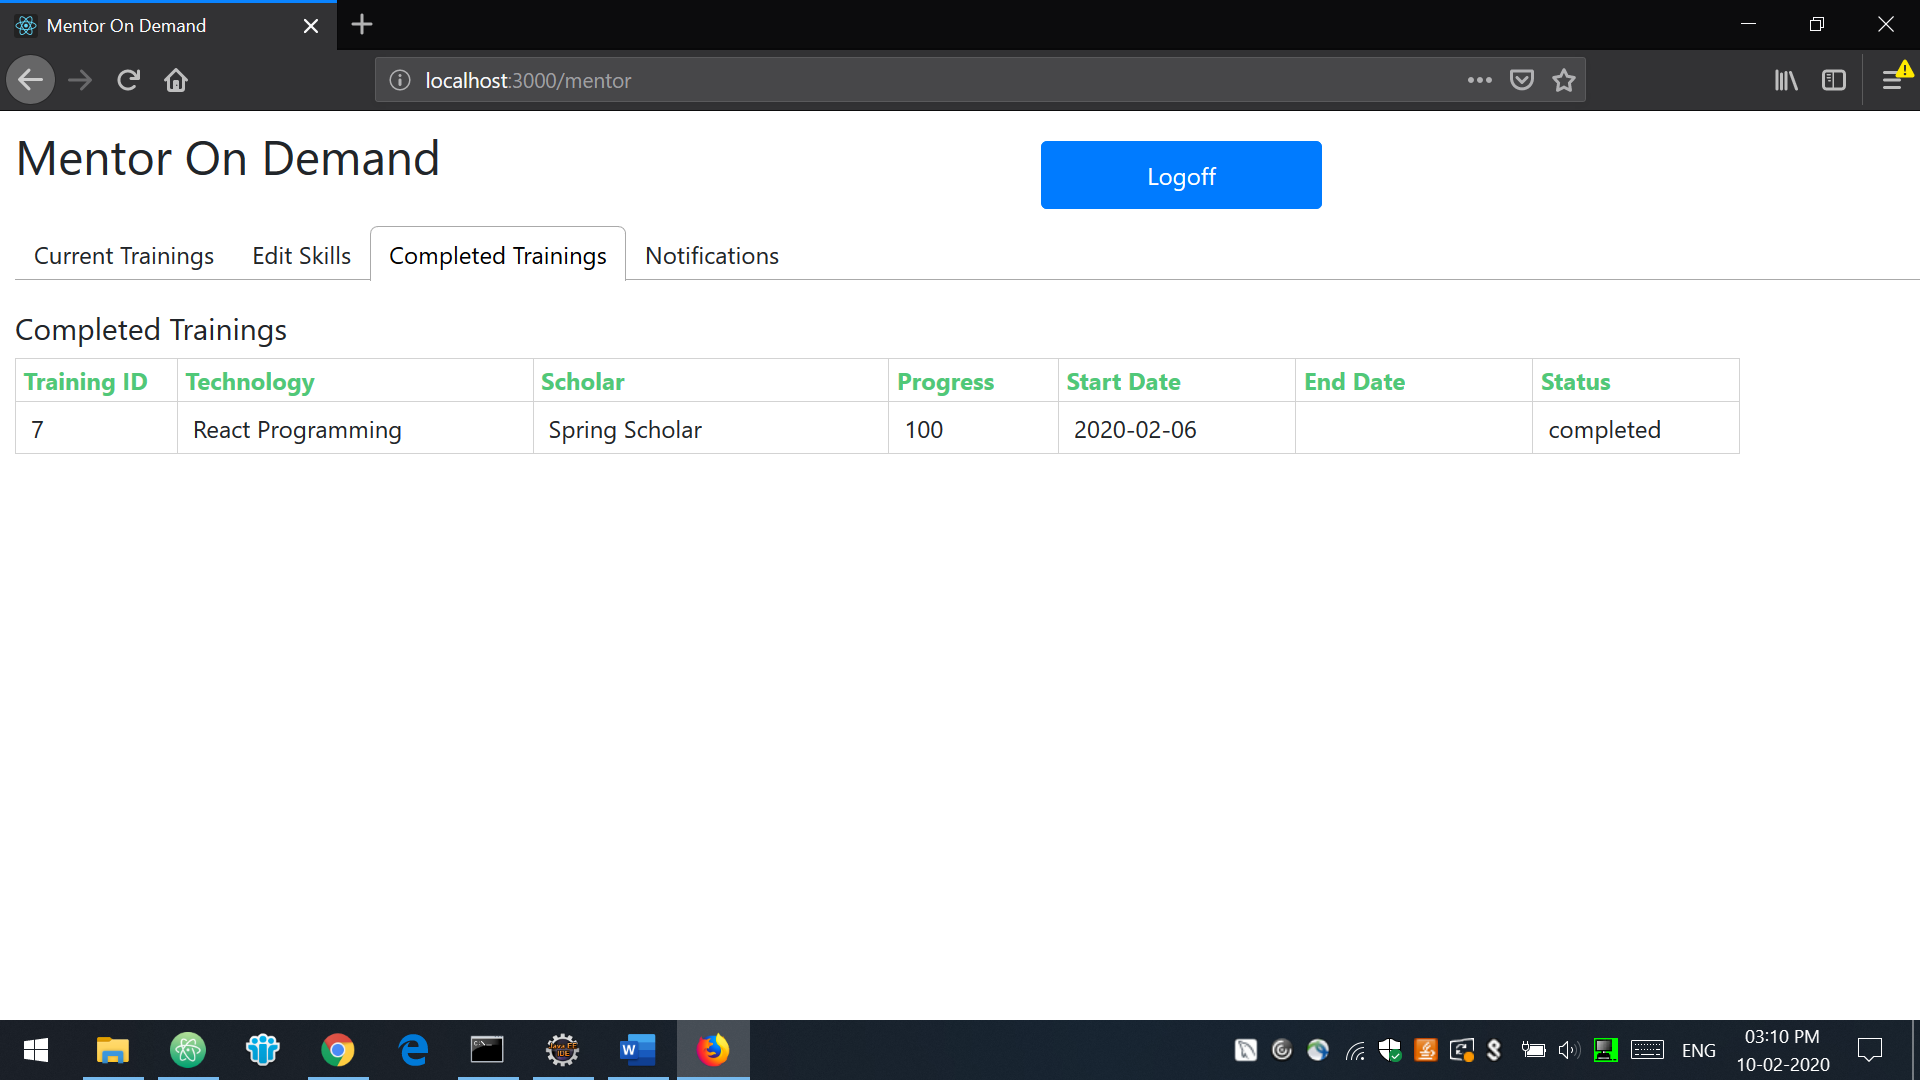 Mentor On Demand
localhost:3000/mentor
Mentor On Demand
Logoff
Current Trainings Edit Skills Completed Trainings Notifications
Completed Trainings
Training ID Technology Scholar Progress Start Date End Date Status
7 React Programming Spring Scholar 100 2020-02-06 completed
ENG
03:10 PM
10-02-2020